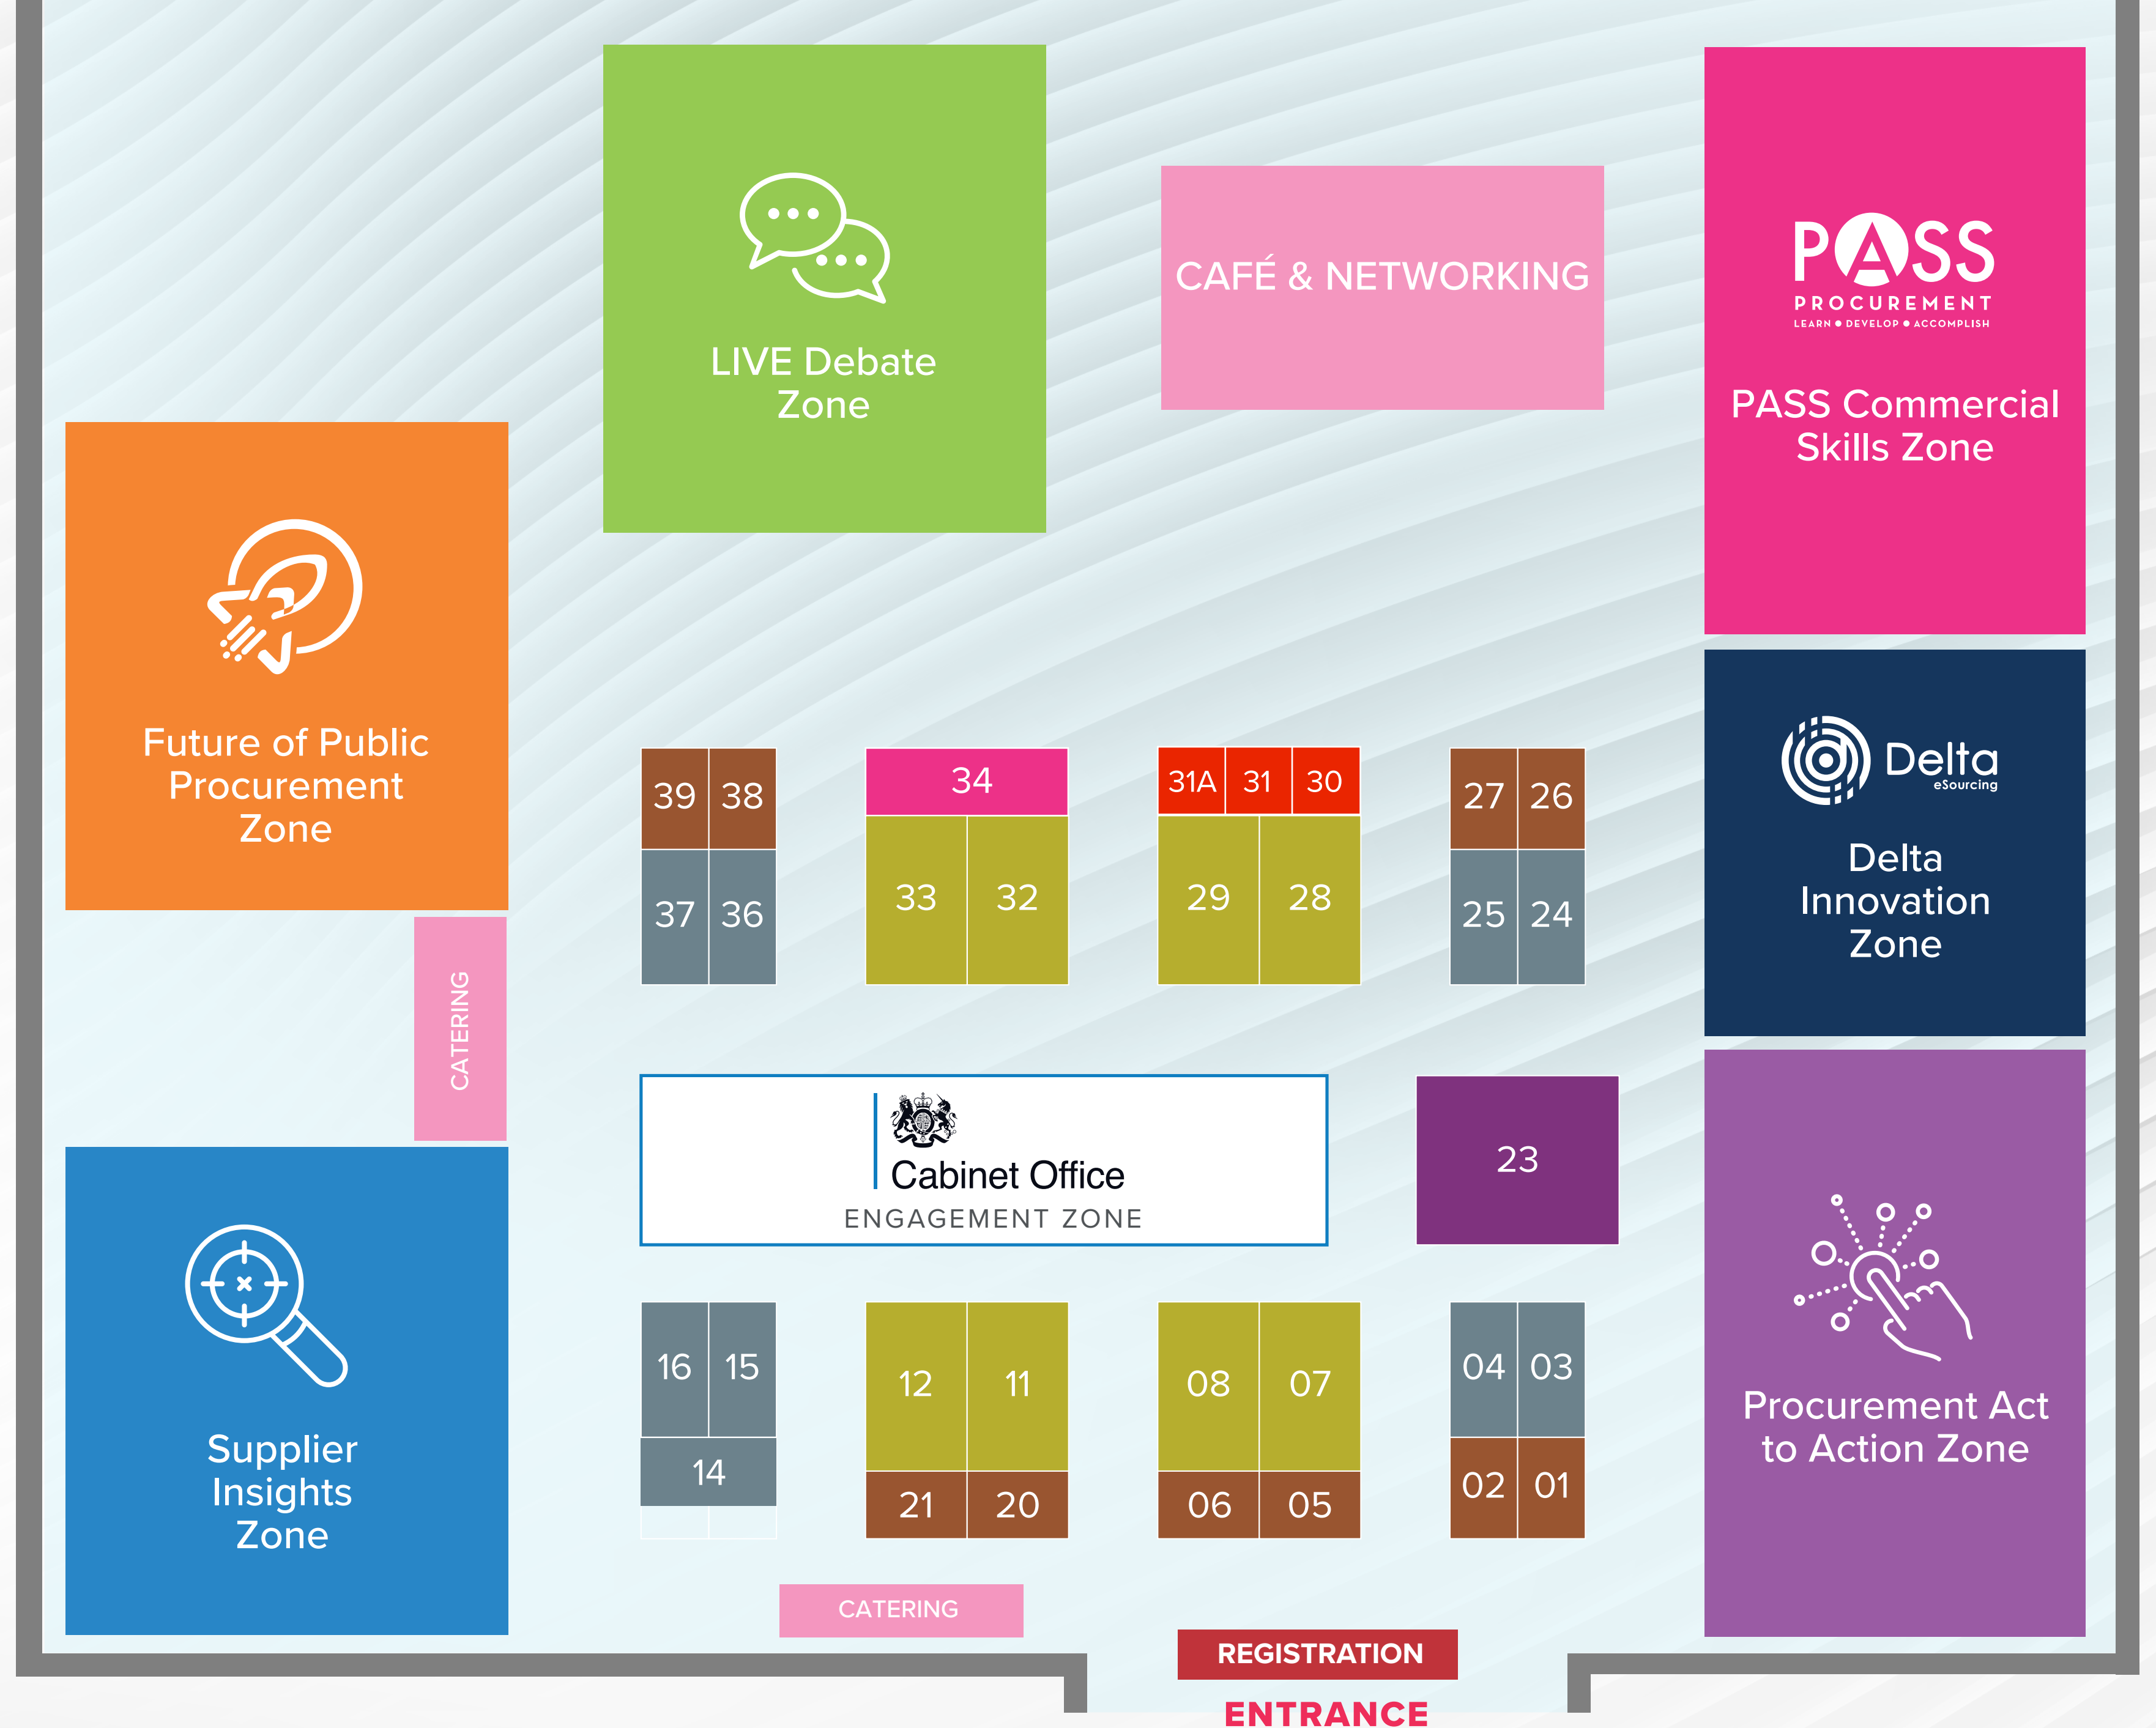 LIVE Debate
Zone
CAFÉ & NETWORKING
PASS
PROCUREMENT
LEARN ● DEVELOP ● ACCOMPLISH
PASS Commercial
Skills Zone
Future of Public
Procurement
Zone
39 38
37 36
34
33 32
31A 31 30
29 28
27 26
25 24
Delta
eSourcing
Delta
Innovation
Zone
CATERING
Cabinet Office
ENGAGEMENT ZONE
23
Supplier
Insights
Zone
16 15
14
12 11
21 20
08 07
06 05
04 03
02 01
Procurement Act
to Action Zone
CATERING
REGISTRATION
ENTRANCE